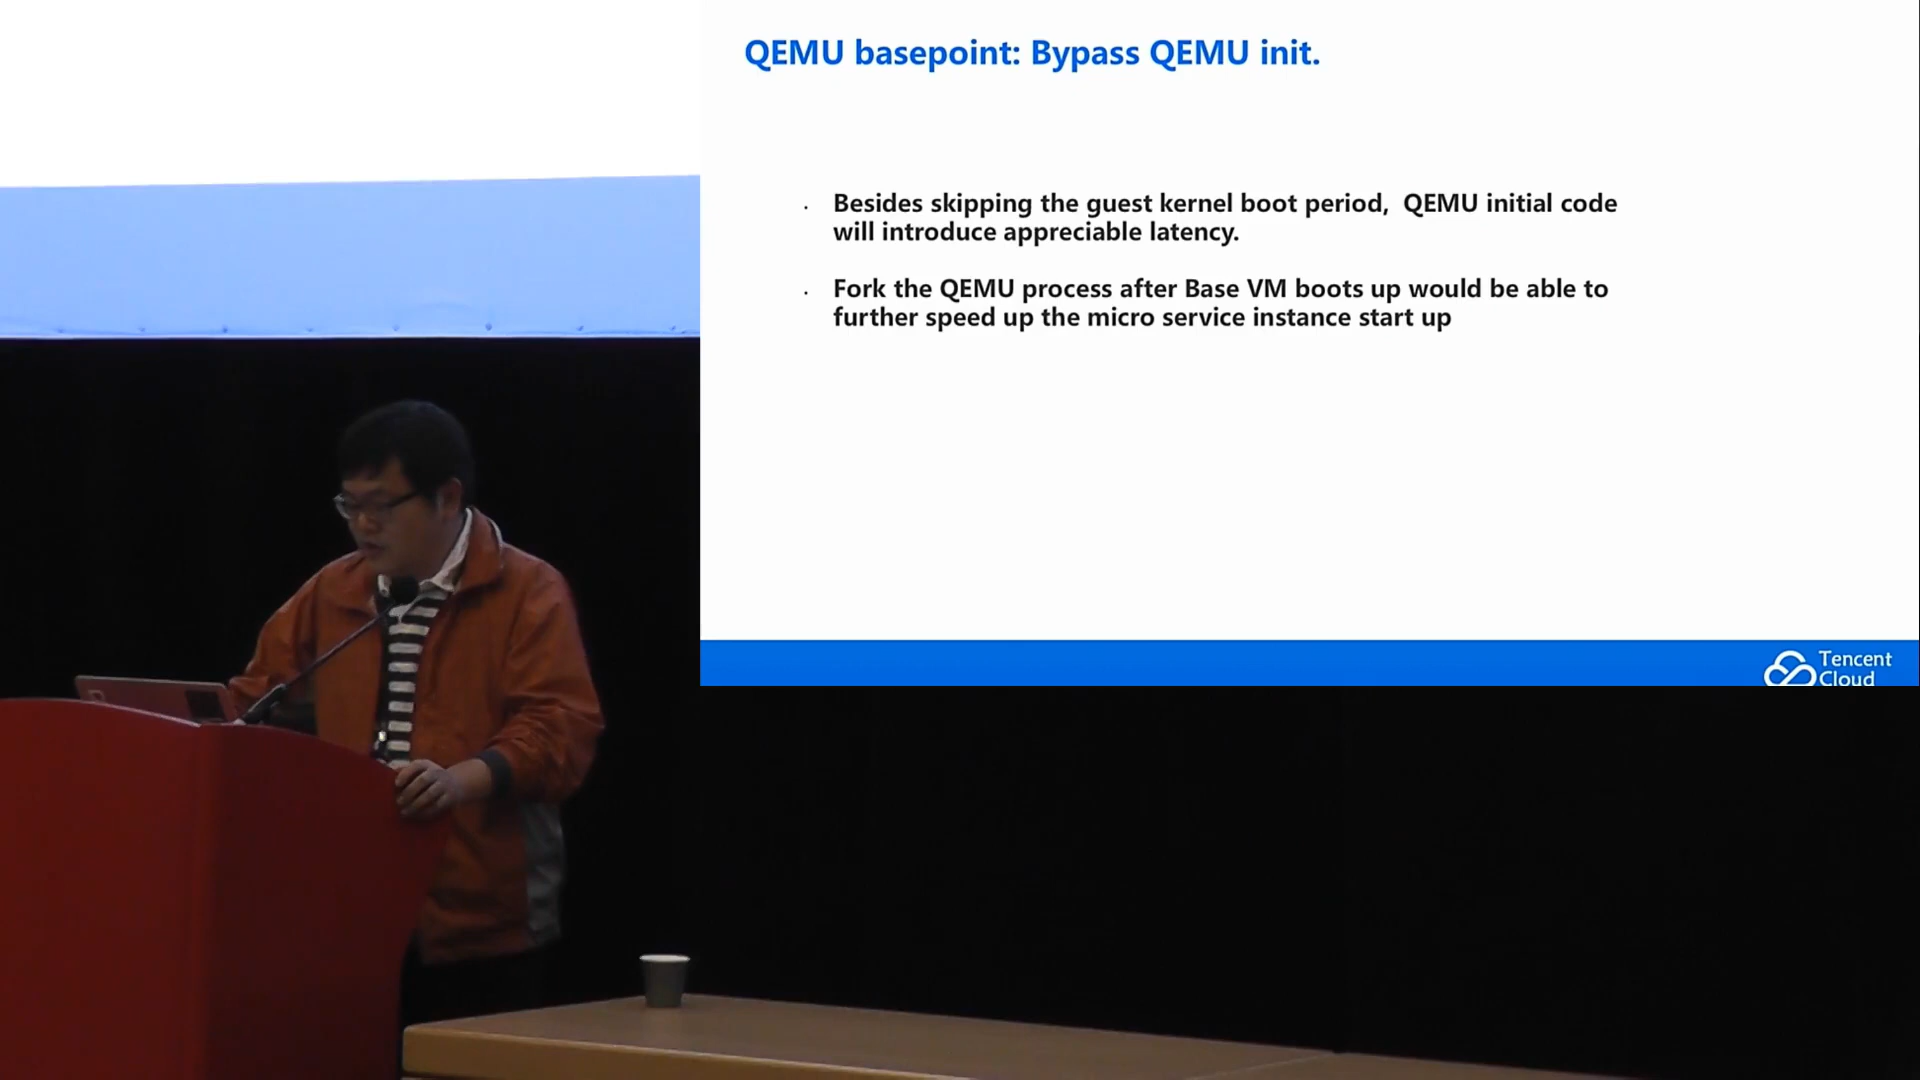 QEMU basepoint: Bypass QEMU init.
· Besides skipping the guest kernel boot period, QEMU initial code
will introduce appreciable latency.
· Fork the QEMU process after Base VM boots up would be able to
further speed up the micro service instance start up
Tencent
Cloud